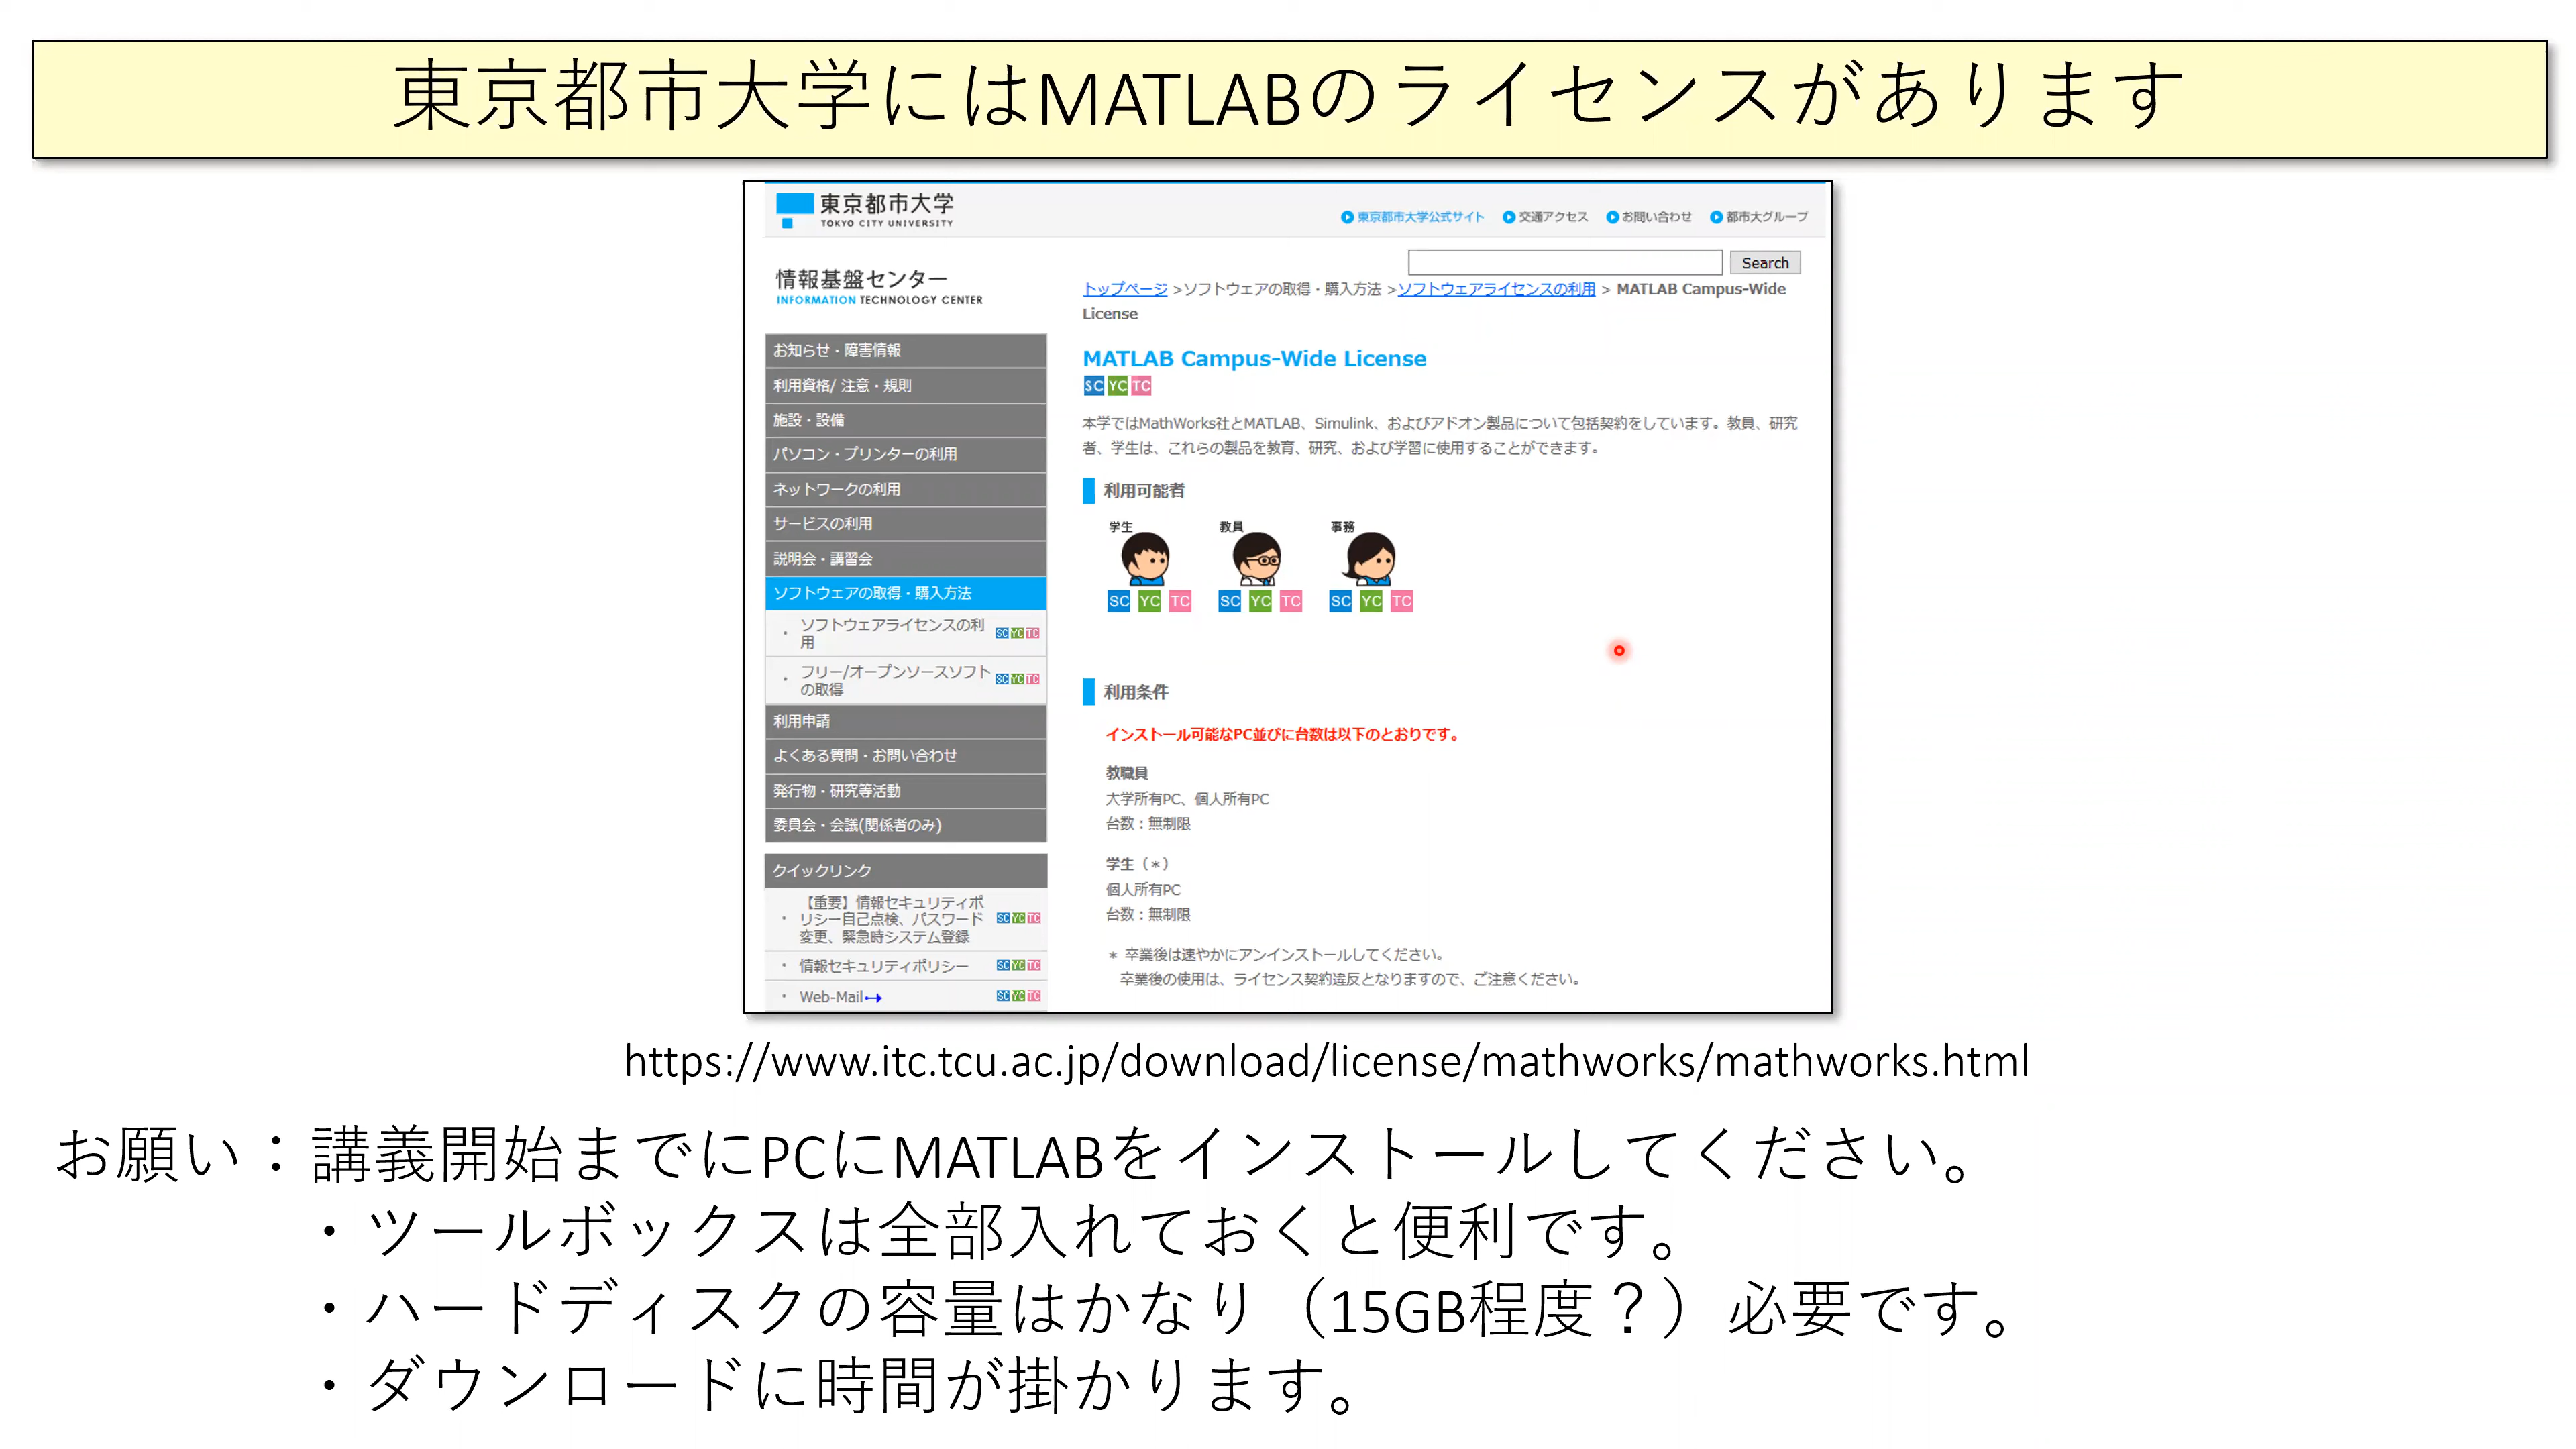 東京都市大学にはMATLABのライセンスがあります
東京都市大学
TOKYO CITY UNIVERSITY
東京都市大学公式サイト 交通アクセス お問い合わせ 都市大グループ
Search
情報基盤センター
INFORMATION TECHNOLOGY CENTER
トップページ >ソフトウェアの取得・購入方法 >ソフトウェアライセンスの利用 > MATLAB Campus-Wide
License
お知らせ・障害情報
利用資格/ 注意・規則
施設・設備
パソコン・プリンターの利用
ネットワークの利用
サービスの利用
説明会・講習会
ソフトウェアの取得・購入方法
・ ソフトウェアライセンスの利
用
SC YC TC
・ フリー/オープンソースソフト
の取得
SC YC TC
利用申請
よくある質問・お問い合わせ
発行物・研究等活動
委員会・会議(関係者のみ)
クイックリンク
・ 【重要】情報セキュリティポ
リシー自己点検、パスワード
変更、緊急時システム登録
SC YC TC
・ 情報セキュリティポリシー SC YC TC
・ Web-Mail SC YC TC
MATLAB Campus-Wide License
SC YC TC
本学ではMathWorks社とMATLAB、Simulink、およびアドオン製品について包括契約をしています。教員、研究
者、学生は、これらの製品を教育、研究、および学習に使用することができます。
利用可能者
学生 教員 事務
SC YC TC SC YC TC SC YC TC
利用条件
インストール可能なPC並びに台数は以下のとおりです。
教職員
大学所有PC、個人所有PC
台数：無制限
学生（＊）
個人所有PC
台数：無制限
＊ 卒業後は速やかにアンインストールしてください。
卒業後の使用は、ライセンス契約違反となりますので、ご注意ください。
https://www.itc.tcu.ac.jp/download/license/mathworks/mathworks.html
お願い：講義開始までにPCにMATLABをインストールしてください。
・ツールボックスは全部入れておくと便利です。
・ハードディスクの容量はかなり（15GB程度？）必要です。
・ダウンロードに時間が掛かります。